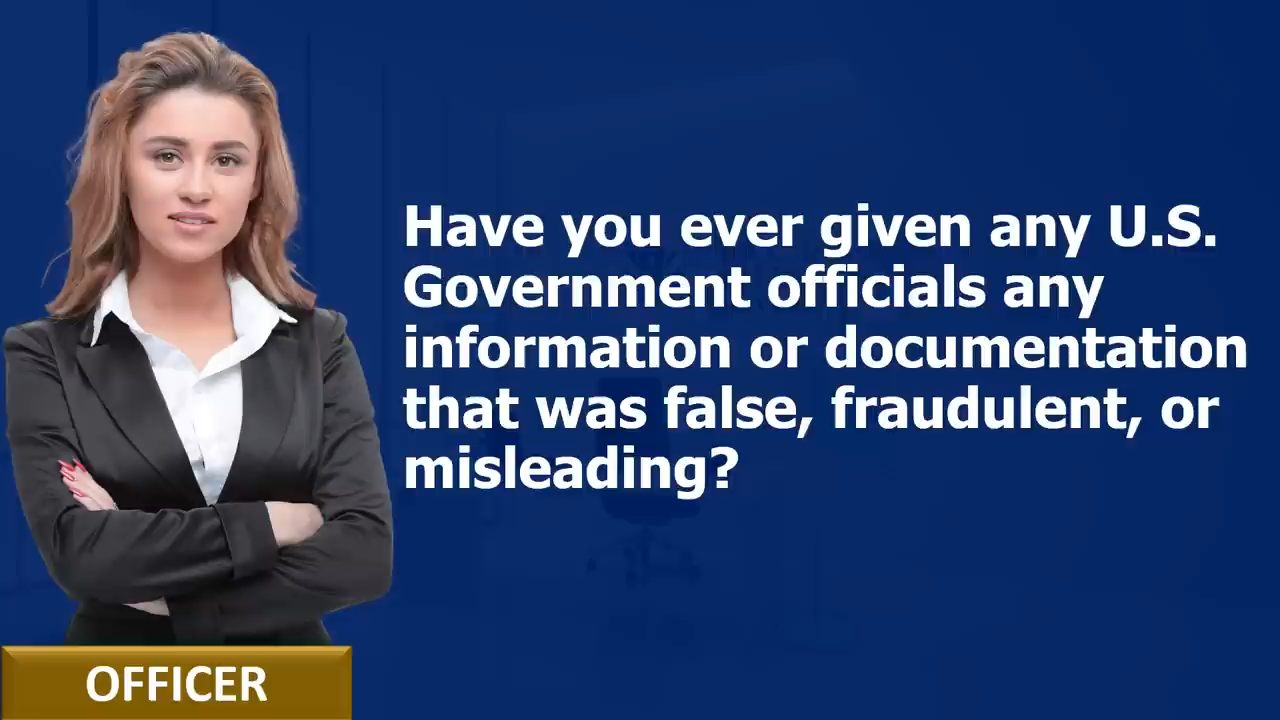 Have you ever given any U.S.
Government officials any
information or documentation
that was false, fraudulent, or
misleading?
OFFICER